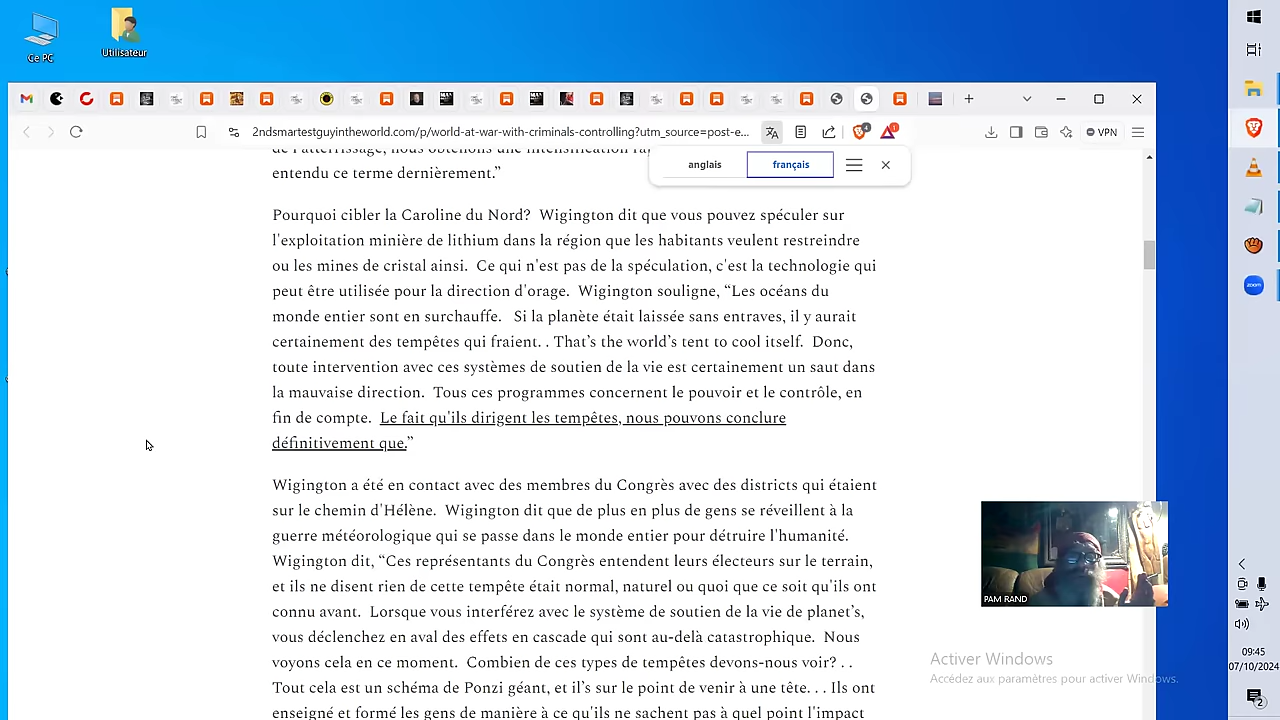 Ce PC
Utilisateur
2ndsmartestguyintheworld.com/p/world-at-war-with-criminals-controlling?utm_source=post-e...
VPN
anglais
français
entendu ce terme dernièrement.”
Pourquoi cibler la Caroline du Nord?  Wigington dit que vous pouvez spéculer sur
l'exploitation minière de lithium dans la région que les habitants veulent restreindre
ou les mines de cristal ainsi.  Ce qui n'est pas de la spéculation, c'est la technologie qui
peut être utilisée pour la direction d'orage.  Wigington souligne, “Les océans du
monde entier sont en surchauffe.   Si la planète était laissée sans entraves, il y aurait
certainement des tempêtes qui fraient. . That’s the world’s tent to cool itself.  Donc,
toute intervention avec ces systèmes de soutien de la vie est certainement un saut dans
la mauvaise direction.  Tous ces programmes concernent le pouvoir et le contrôle, en
fin de compte.  Le fait qu'ils dirigent les tempêtes, nous pouvons conclure
définitivement que.”
Wigington a été en contact avec des membres du Congrès avec des districts qui étaient
sur le chemin d'Hélène.  Wigington dit que de plus en plus de gens se réveillent à la
guerre météorologique qui se passe dans le monde entier pour détruire l'humanité.
Wigington dit, “Ces représentants du Congrès entendent leurs électeurs sur le terrain,
et ils ne disent rien de cette tempête était normal, naturel ou quoi que ce soit qu'ils ont
connu avant.  Lorsque vous interférez avec le système de soutien de la vie de planet’s,
vous déclenchez en aval des effets en cascade qui sont au-delà catastrophique.  Nous
voyons cela en ce moment.  Combien de ces types de tempêtes devons-nous voir? . .
Tout cela est un schéma de Ponzi géant, et il’s sur le point de venir à une tête. . . Ils ont
enseigné et formé les gens de manière à ce qu'ils ne sachent pas à quel point l'impact
PAM RAND
zoom
Activer Windows
Accédez aux paramètres pour activer Windows.
09:45
07/10/2024
2